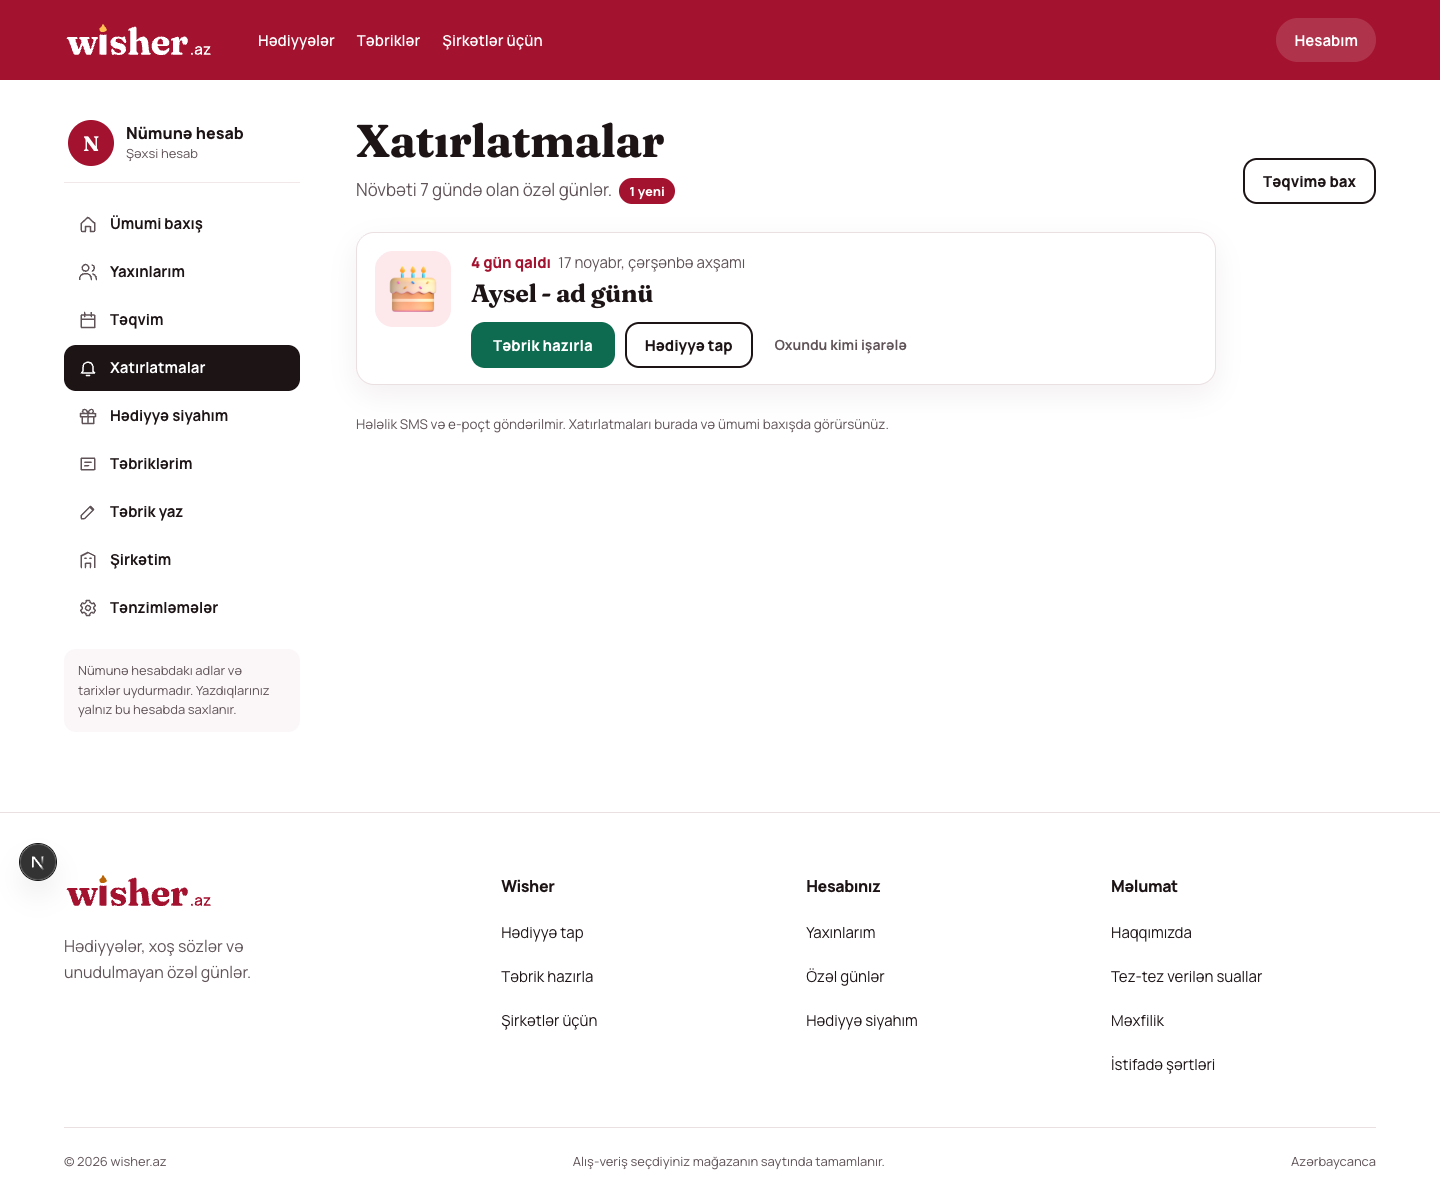 wisher.az
Hədiyyələr
Təbriklər
Şirkətlər üçün
Hesabım
N
Nümunə hesab
Şəxsi hesab
Ümumi baxış
Yaxınlarım
Təqvim
Xatırlatmalar
Hədiyyə siyahım
Təbriklərim
Təbrik yaz
Şirkətim
Tənzimləmələr
Nümunə hesabdakı adlar və
tarixlər uydurmadır. Yazdıqlarınız
yalnız bu hesabda saxlanır.
Xatırlatmalar
Növbəti 7 gündə olan özəl günlər. 1 yeni
Təqvimə bax
4 gün qaldı 17 noyabr, çərşənbə axşamı
Aysel - ad günü
Təbrik hazırla
Hədiyyə tap
Oxundu kimi işarələ
Hələlik SMS və e-poçt göndərilmir. Xatırlatmaları burada və ümumi baxışda görürsünüz.
N
wisher.az
Hədiyyələr, xoş sözlər və
unudulmayan özəl günlər.
Wisher
Hədiyyə tap
Təbrik hazırla
Şirkətlər üçün
Hesabınız
Yaxınlarım
Özəl günlər
Hədiyyə siyahım
Məlumat
Haqqımızda
Tez-tez verilən suallar
Məxfilik
İstifadə şərtləri
© 2026 wisher.az
Alış-veriş seçdiyiniz mağazanın saytında tamamlanır.
Azərbaycanca